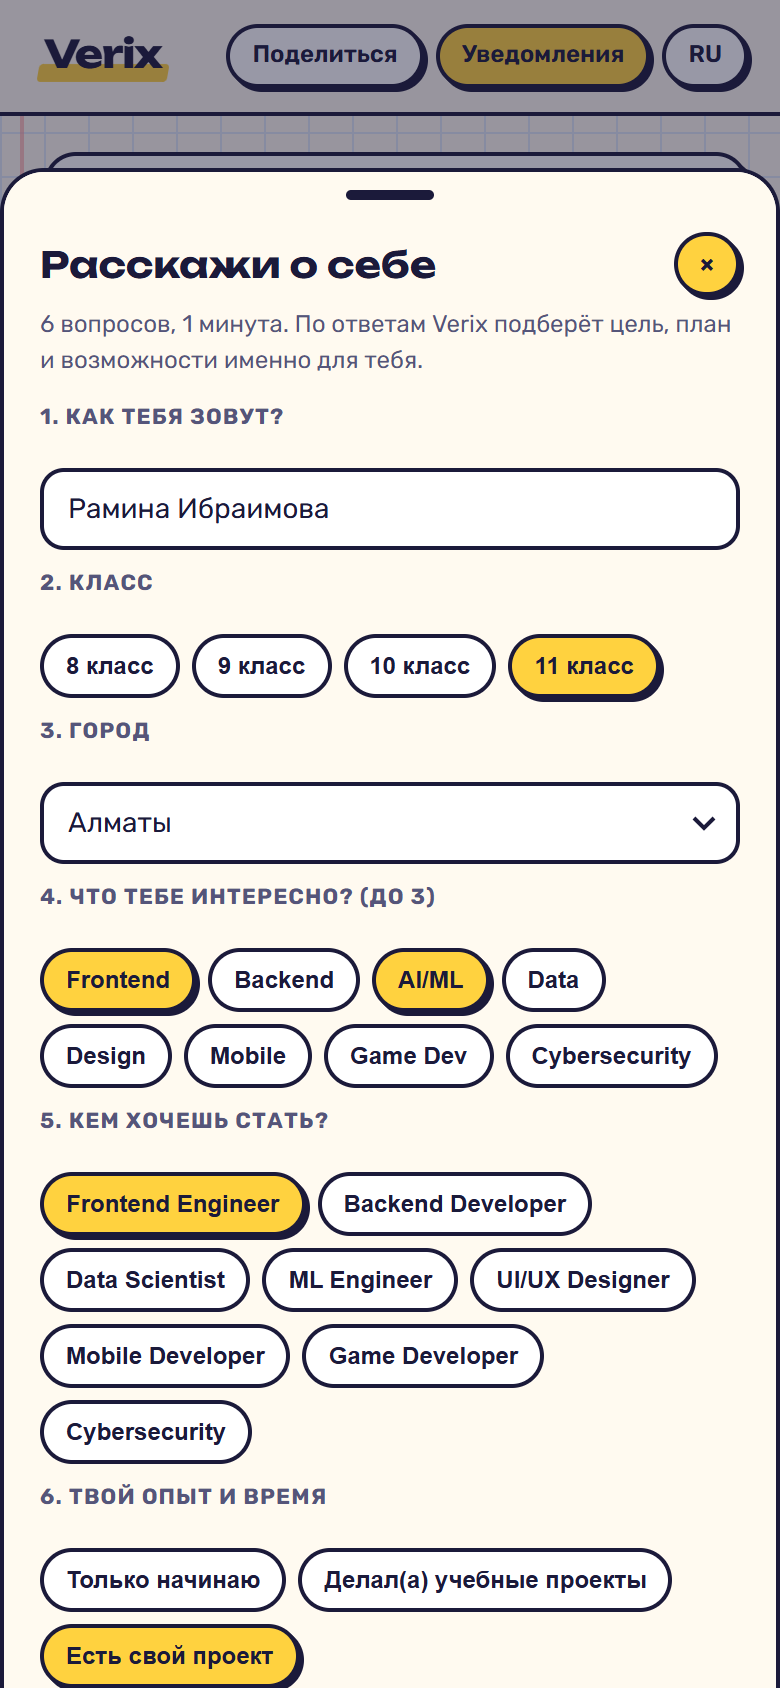 Verix
Поделиться
Уведомления
RU
Расскажи о себе
×
6 вопросов, 1 минута. По ответам Verix подберёт цель, план
и возможности именно для тебя.
1. КАК ТЕБЯ ЗОВУТ?
Рамина Ибраимова
2. КЛАСС
8 класс
9 класс
10 класс
11 класс
3. ГОРОД
Алматы
4. ЧТО ТЕБЕ ИНТЕРЕСНО? (ДО 3)
Frontend
Backend
AI/ML
Data
Design
Mobile
Game Dev
Cybersecurity
5. КЕМ ХОЧЕШЬ СТАТЬ?
Frontend Engineer
Backend Developer
Data Scientist
ML Engineer
UI/UX Designer
Mobile Developer
Game Developer
Cybersecurity
6. ТВОЙ ОПЫТ И ВРЕМЯ
Только начинаю
Делал(а) учебные проекты
Есть свой проект